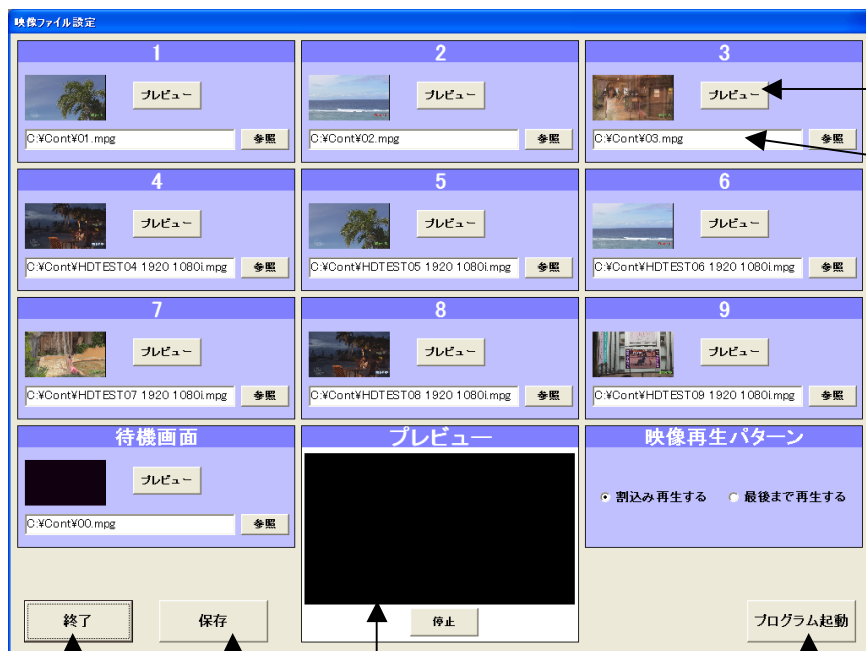 映像ファイル設定
1
プレビュー
C:¥Cont¥01.mpg
参照
2
プレビュー
C:¥Cont¥02.mpg
参照
3
プレビュー
C:¥Cont¥03.mpg
参照
4
プレビュー
C:¥Cont¥HDTEST04 1920 1080i.mpg
参照
5
プレビュー
C:¥Cont¥HDTEST05 1920 1080i.mpg
参照
6
プレビュー
C:¥Cont¥HDTEST06 1920 1080i.mpg
参照
7
プレビュー
C:¥Cont¥HDTEST07 1920 1080i.mpg
参照
8
プレビュー
C:¥Cont¥HDTEST08 1920 1080i.mpg
参照
9
プレビュー
C:¥Cont¥HDTEST09 1920 1080i.mpg
参照
待機画面
プレビュー
C:¥Cont¥00.mpg
参照
プレビュー
停止
映像再生パターン
割込み再生する
最後まで再生する
終了
保存
プログラム起動